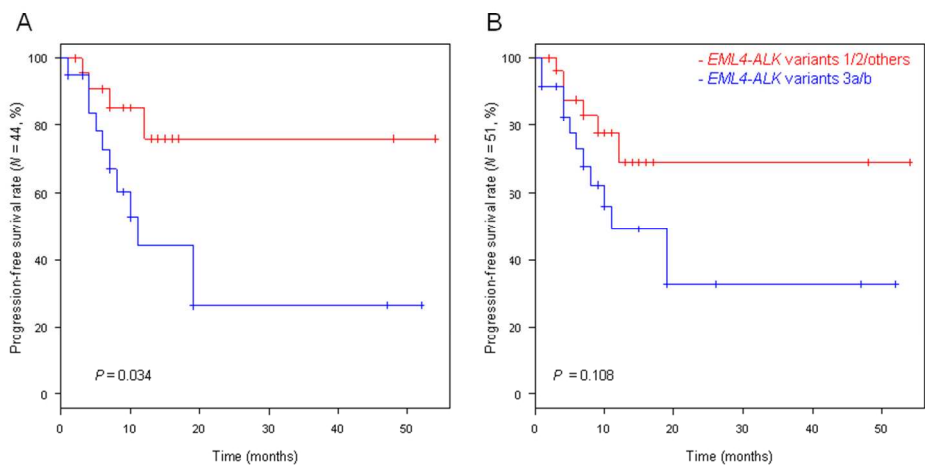 A
Progression-free survival rate (N = 44, %)
100
80
60
40
20
0
P = 0.034
0 10 20 30 40 50
Time (months)
B
Progression-free survival rate (N = 51, %)
100
80
60
40
20
0
- EML4-ALK variants 1/2/others
- EML4-ALK variants 3a/b
P = 0.108
0 10 20 30 40 50
Time (months)